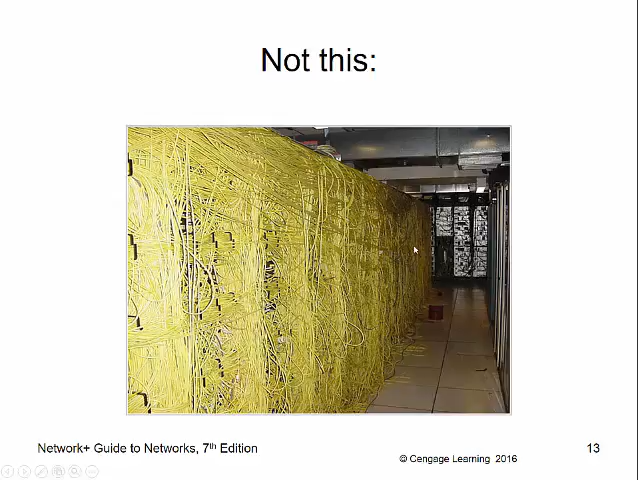 Not this:
Network+ Guide to Networks, 7th Edition
© Cengage Learning 2016
13